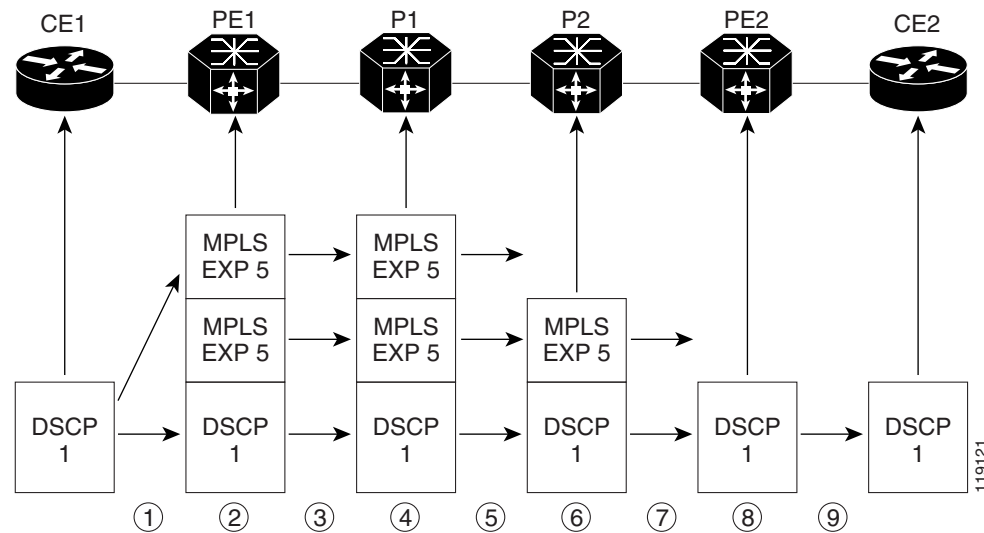 CE1
PE1
P1
P2
PE2
CE2
MPLS
EXP 5
MPLS
EXP 5
MPLS
EXP 5
MPLS
EXP 5
MPLS
EXP 5
DSCP
1
DSCP
1
DSCP
1
DSCP
1
DSCP
1
DSCP
1
119121
1
2
3
4
5
6
7
8
9